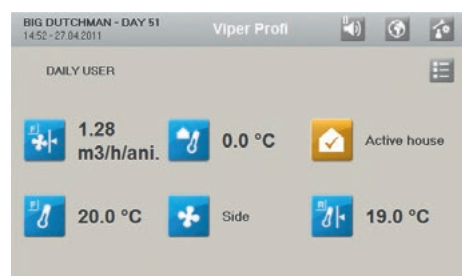 BIG DUTCHMAN - DAY 51
14:52 - 27.04.2011
Viper Profi
DAILY USER
1.28
m3/h/ani.
0.0 °C
Active house
20.0 °C
Side
19.0 °C